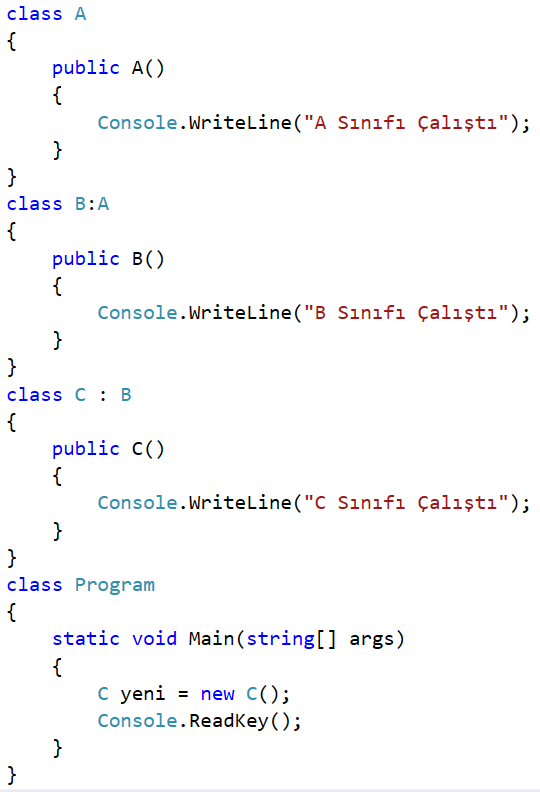 class A
{
    public A()
    {
        Console.WriteLine("A Sınıfı Çalıştı");
    }
}
class B:A
{
    public B()
    {
        Console.WriteLine("B Sınıfı Çalıştı");
    }
}
class C : B
{
    public C()
    {
        Console.WriteLine("C Sınıfı Çalıştı");
    }
}
class Program
{
    static void Main(string[] args)
    {
        C yeni = new C();
        Console.ReadKey();
    }
}